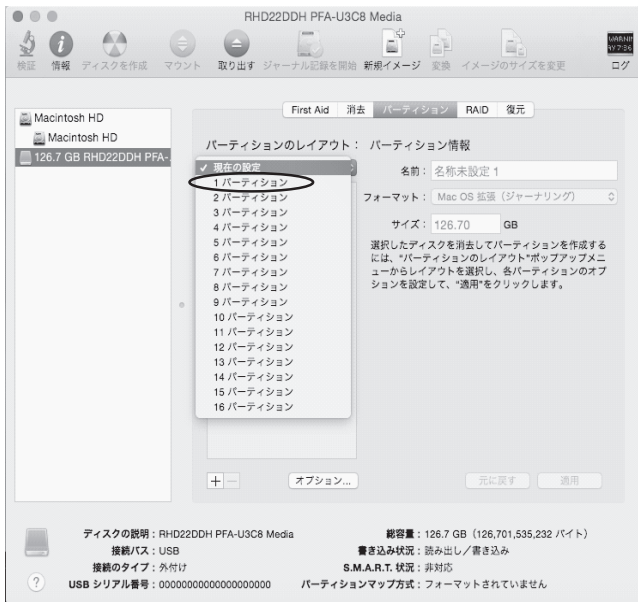 RHD22DDH PFA-U3C8 Media
検証 情報 ディスクを作成 マウント 取り出す ジャーナル記録を開始 新規イメージ 変換 イメージのサイズを変更 ログ
WARNIN
AY 7:36
Macintosh HD
Macintosh HD
126.7 GB RHD22DDH PFA-
First Aid 消去 パーティション RAID 復元
パーティションのレイアウト:
✓ 現在の設定
1 パーティション
2 パーティション
3 パーティション
4 パーティション
5 パーティション
6 パーティション
7 パーティション
8 パーティション
9 パーティション
10 パーティション
11 パーティション
12 パーティション
13 パーティション
14 パーティション
15 パーティション
16 パーティション
パーティション情報
名前: 名称未設定 1
フォーマット: Mac OS 拡張(ジャーナリング)
サイズ: 126.70 GB
選択したディスクを消去してパーティションを作成する
には、“パーティションのレイアウト”ポップアップメニ
ューからレイアウトを選択し、各パーティションのオプ
ションを設定して、“適用”をクリックします。
+ − オプション... 元に戻す 適用
ディスクの説明:RHD22DDH PFA-U3C8 Media
接続バス:USB
接続のタイプ:外付け
USB シリアル番号:00000000000000000000
総容量:126.7 GB(126,701,535,232 バイト)
書き込み状況:読み出し/書き込み
S.M.A.R.T. 状況:非対応
パーティションマップ方式:フォーマットされていません
?